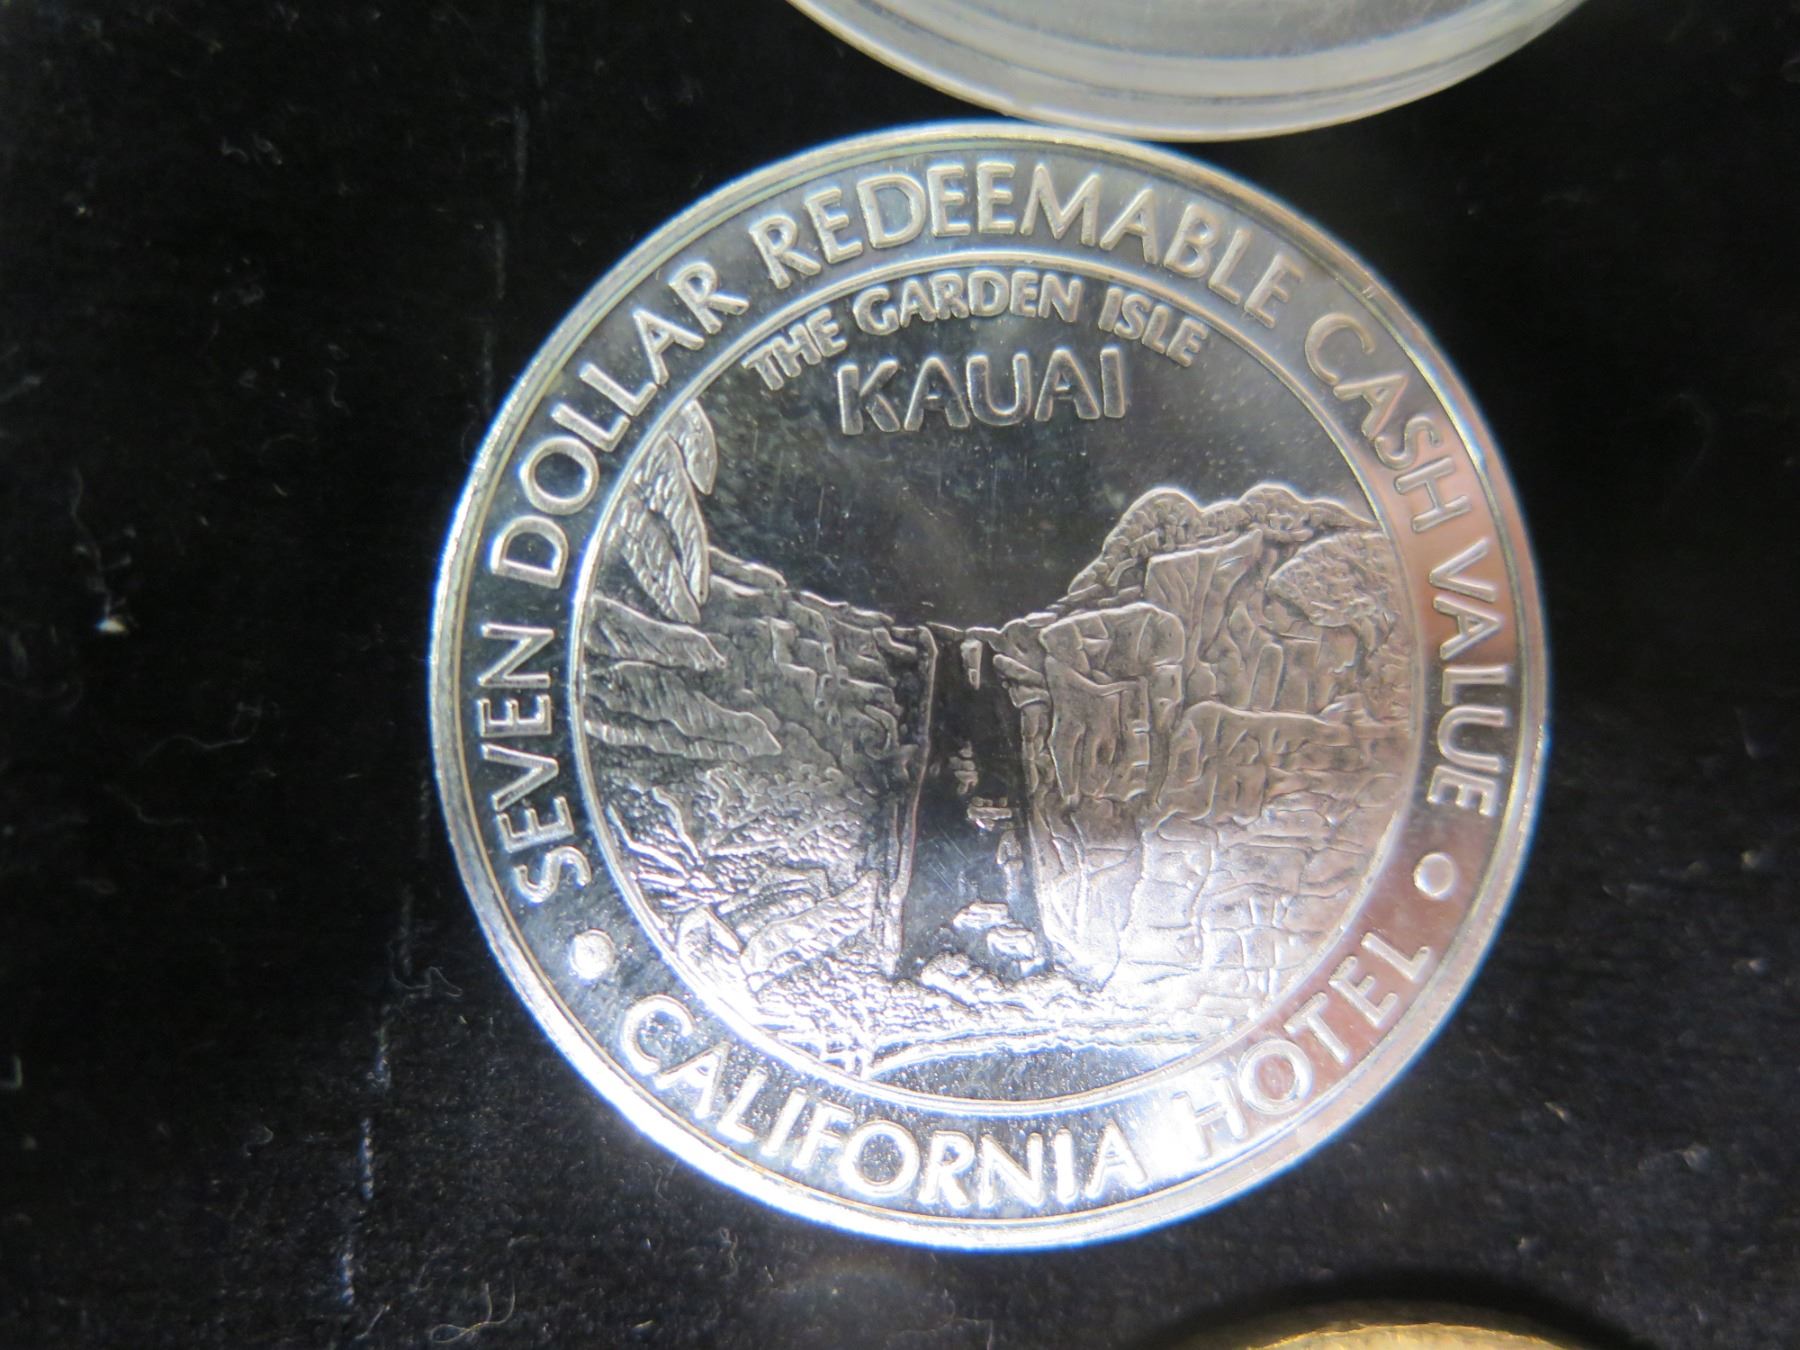 SEVEN DOLLAR REDEEMABLE CASH VALUE
THE GARDEN ISLE
KAUAI
• CALIFORNIA HOTEL •